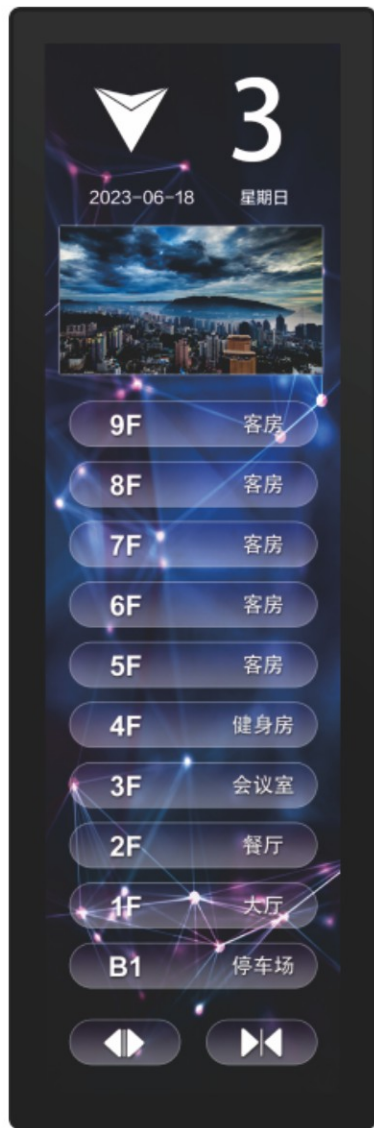 3
2023-06-18 星期日
9F 客房
8F 客房
7F 客房
6F 客房
5F 客房
4F 健身房
3F 会议室
2F 餐厅
1F 大厅
B1 停车场